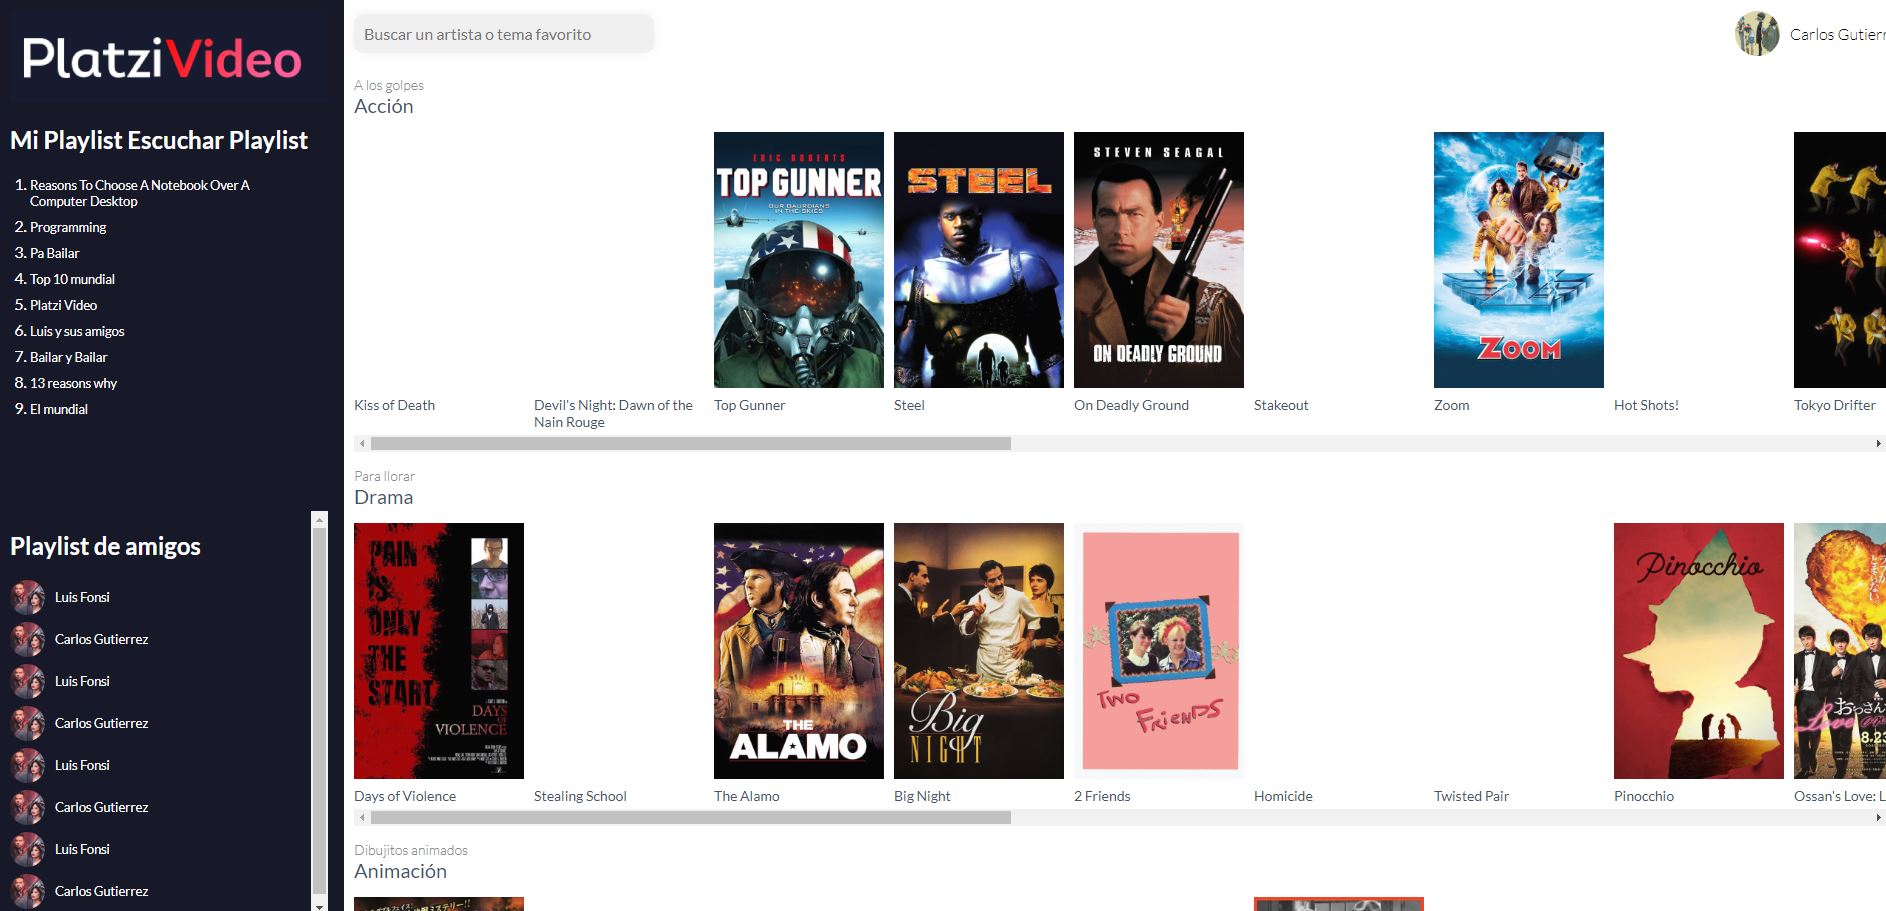 PlatziVideo
Mi Playlist Escuchar Playlist
1. Reasons To Choose A Notebook Over A
Computer Desktop
2. Programming
3. Pa Bailar
4. Top 10 mundial
5. Platzi Video
6. Luis y sus amigos
7. Bailar y Bailar
8. 13 reasons why
9. El mundial
Playlist de amigos
Luis Fonsi
Carlos Gutierrez
Luis Fonsi
Carlos Gutierrez
Luis Fonsi
Carlos Gutierrez
Luis Fonsi
Carlos Gutierrez
Buscar un artista o tema favorito
Carlos Gutierr
A los golpes
Acción
ERIC ROBERTS
TOP GUNNER
OUR GAURDIANS
IN THE SKIES
STEEL
STEVEN SEAGAL
ON DEADLY GROUND
ZOOM
Kiss of Death
Devil's Night: Dawn of the
Nain Rouge
Top Gunner
Steel
On Deadly Ground
Stakeout
Zoom
Hot Shots!
Tokyo Drifter
Para llorar
Drama
PAIN
IS
ONLY
THE
START
DAYS
OF
VIOLENCE
THE
ALAMO
Big
NIGHT
TWO
FRIENDS
Pinocchio
おっさん
Love
8.23
Days of Violence
Stealing School
The Alamo
Big Night
2 Friends
Homicide
Twisted Pair
Pinocchio
Ossan's Love: L
Dibujitos animados
Animación